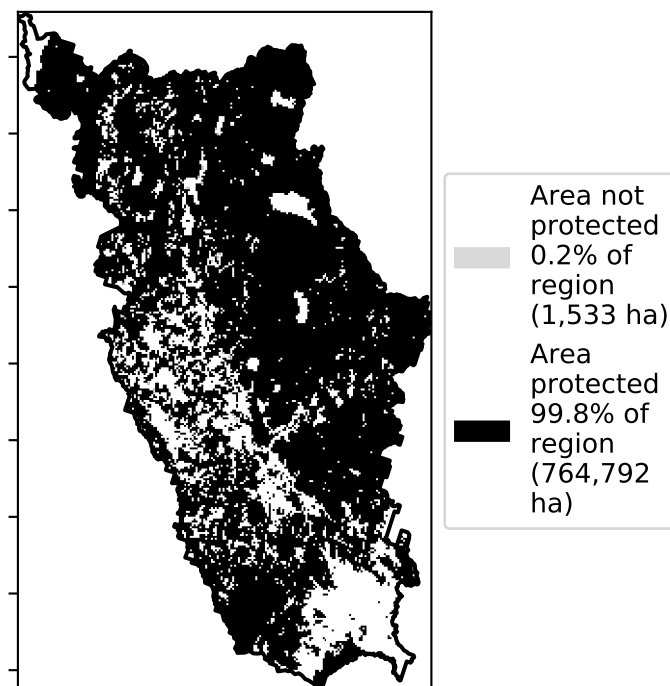 Area not
protected
0.2% of
region
(1,533 ha)
Area
protected
99.8% of
region
(764,792
ha)